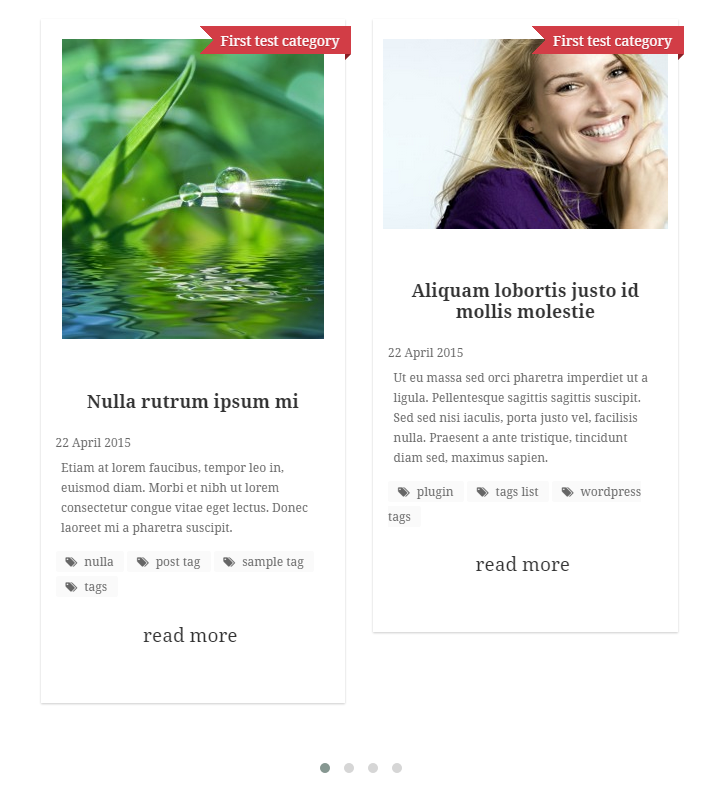 First test category
Nulla rutrum ipsum mi
22 April 2015
Etiam at lorem faucibus, tempor leo in,
euismod diam. Morbi et nibh ut lorem
consectetur congue vitae eget lectus. Donec
laoreet mi a pharetra suscipit.
nulla post tag sample tag
tags
read more
First test category
Aliquam lobortis justo id
mollis molestie
22 April 2015
Ut eu massa sed orci pharetra imperdiet ut a
ligula. Pellentesque sagittis sagittis suscipit.
Sed sed nisi iaculis, porta justo vel, facilisis
nulla. Praesent a ante tristique, tincidunt
diam sed, maximus sapien.
plugin tags list wordpress
tags
read more